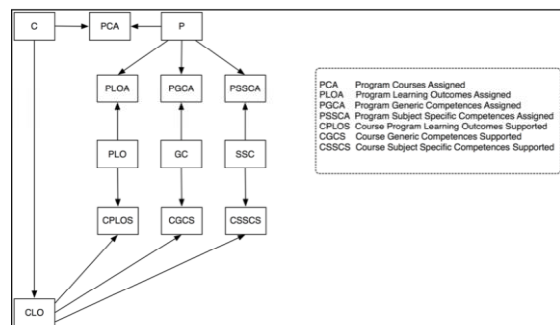 C
PCA
P
PLOA
PGCA
PSSCA
PLO
GC
SSC
CPLOS
CGCS
CSSCS
CLO
PCA Program Courses Assigned
PLOA Program Learning Outcomes Assigned
PGCA Program Generic Competences Assigned
PSSCA Program Subject Specific Competences Assigned
CPLOS Course Program Learning Outcomes Supported
CGCS Course Generic Competences Supported
CSSCS Course Subject Specific Competences Supported